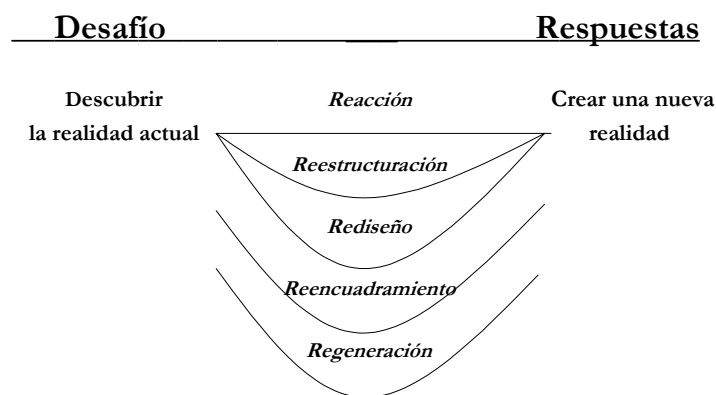 Desafío Respuestas
Descubrir
la realidad actual
Reacción
Crear una nueva
realidad
Reestructuración
Rediseño
Reencuadramiento
Regeneración